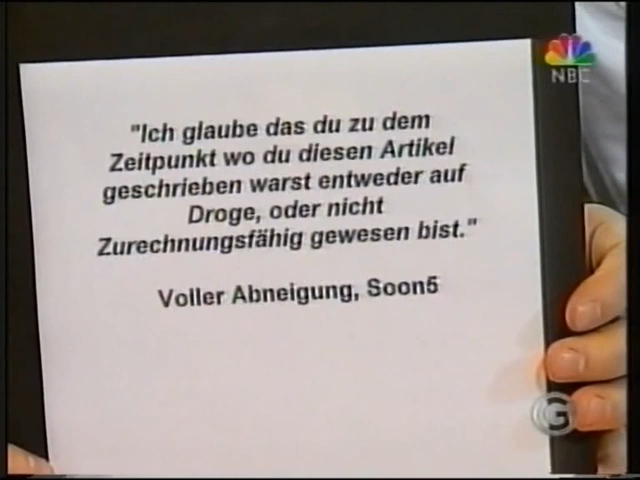 NBC
"Ich glaube das du zu dem
Zeitpunkt wo du diesen Artikel
geschrieben warst entweder auf
Droge, oder nicht
Zurechnungsfähig gewesen bist."
Voller Abneigung, Soon5
G